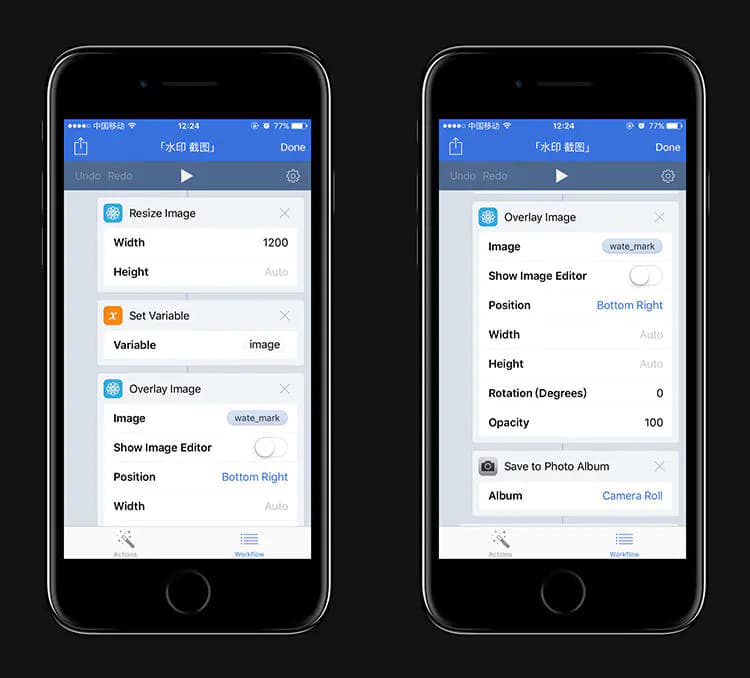 中国移动 12:24 77%
「水印 截图」 Done
Undo Redo
Resize Image
Width 1200
Height Auto
x Set Variable
Variable image
Overlay Image
Image wate_mark
Show Image Editor
Position Bottom Right
Width Auto
Actions Workflow
中国移动 12:24 77%
「水印 截图」 Done
Undo Redo
Overlay Image
Image wate_mark
Show Image Editor
Position Bottom Right
Width Auto
Height Auto
Rotation (Degrees) 0
Opacity 100
Save to Photo Album
Album Camera Roll
Actions Workflow